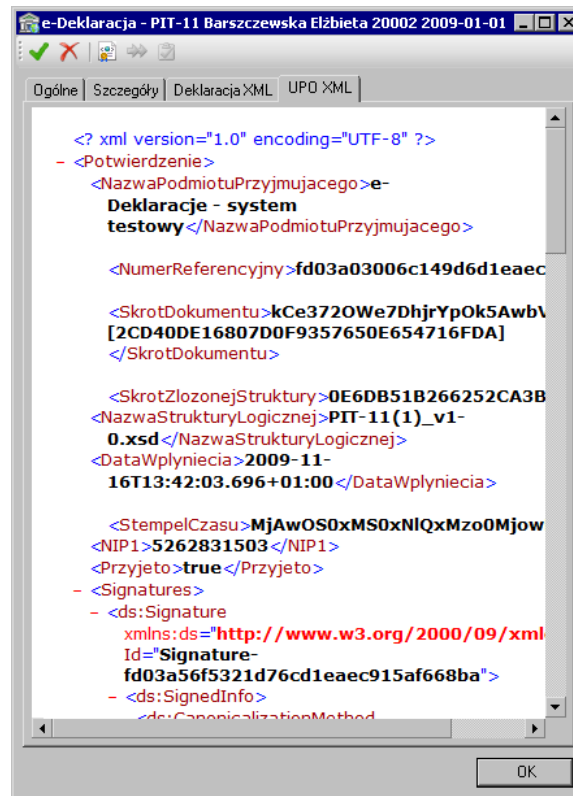 e-Deklaracja - PIT-11 Barszczewska Elżbieta 20002 2009-01-01
Ogólne Szczegóły Deklaracja XML UPO XML
<? xml version="1.0" encoding="UTF-8" ?>
– <Potwierdzenie>
<NazwaPodmiotuPrzyjmujacego>e-
Deklaracje - system
testowy</NazwaPodmiotuPrzyjmujacego>
<NumerReferencyjny>fd03a03006c149d6d1eaec
<SkrotDokumentu>kCe372OWe7DhjrYpOk5Awb
[2CD40DE16807D0F9357650E654716FDA]
</SkrotDokumentu>
<SkrotZlozonejStruktury>0E6DB51B266252CA3B
<NazwaStrukturyLogicznej>PIT-11(1)_v1-
0.xsd</NazwaStrukturyLogicznej>
<DataWplyniecia>2009-11-
16T13:42:03.696+01:00</DataWplyniecia>
<StempelCzasu>MjAwOS0xMS0xNlQxMzo0Mjow
<NIP1>5262831503</NIP1>
<Przyjeto>true</Przyjeto>
– <Signatures>
– <ds:Signature
xmlns:ds="http://www.w3.org/2000/09/xml
Id="Signature-
fd03a56f5321d76cd1eaec915af668ba">
– <ds:SignedInfo>
<ds:CanonicalizationMethod
OK